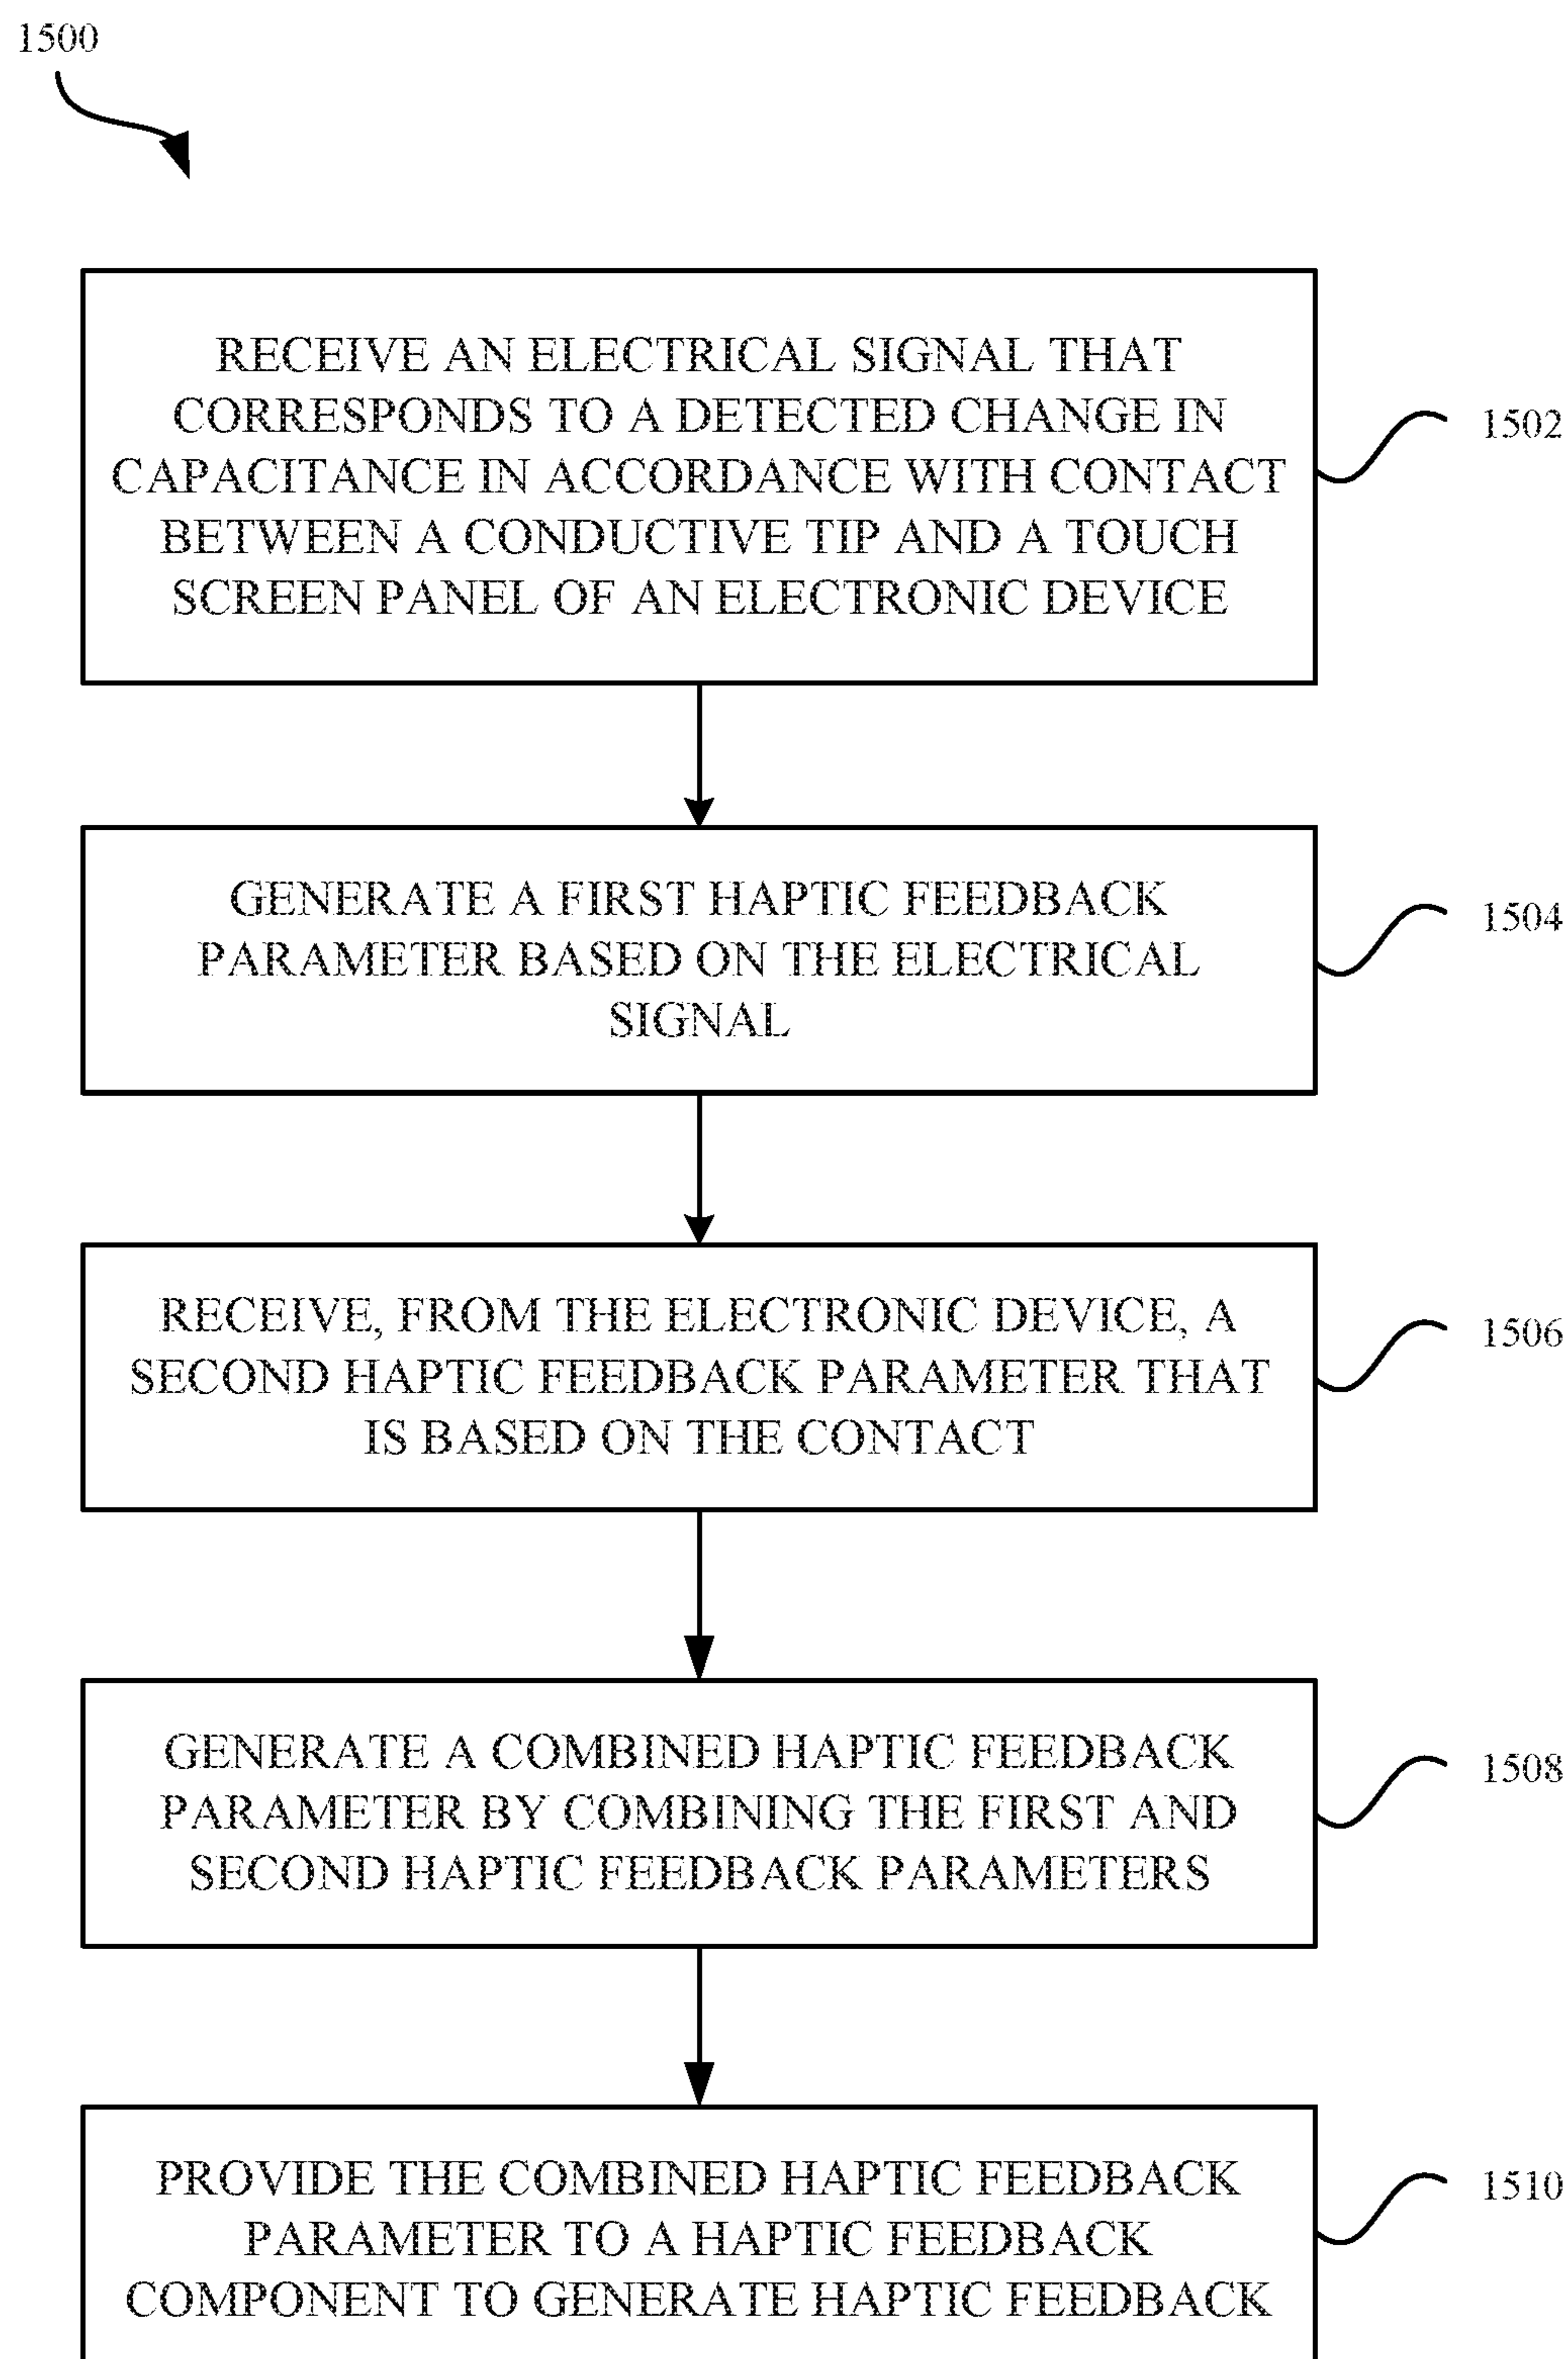 1500
RECEIVE AN ELECTRICAL SIGNAL THAT
CORRESPONDS TO A DETECTED CHANGE IN
CAPACITANCE IN ACCORDANCE WITH CONTACT
BETWEEN A CONDUCTIVE TIP AND A TOUCH
SCREEN PANEL OF AN ELECTRONIC DEVICE
1502
GENERATE A FIRST HAPTIC FEEDBACK
PARAMETER BASED ON THE ELECTRICAL
SIGNAL
1504
RECEIVE, FROM THE ELECTRONIC DEVICE, A
SECOND HAPTIC FEEDBACK PARAMETER THAT
IS BASED ON THE CONTACT
1506
GENERATE A COMBINED HAPTIC FEEDBACK
PARAMETER BY COMBINING THE FIRST AND
SECOND HAPTIC FEEDBACK PARAMETERS
1508
PROVIDE THE COMBINED HAPTIC FEEDBACK
PARAMETER TO A HAPTIC FEEDBACK
COMPONENT TO GENERATE HAPTIC FEEDBACK
1510